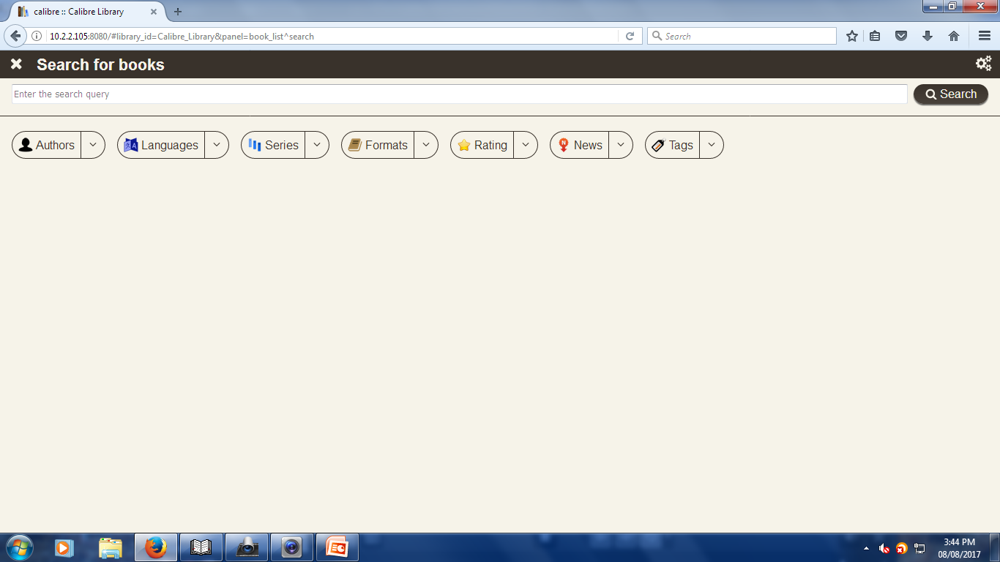 calibre :: Calibre Library
10.2.2.105:8080/#library_id=Calibre_Library&panel=book_list^search
Search
Search for books
Enter the search query
Search
Authors Languages Series Formats Rating News Tags
3:44 PM
08/08/2017